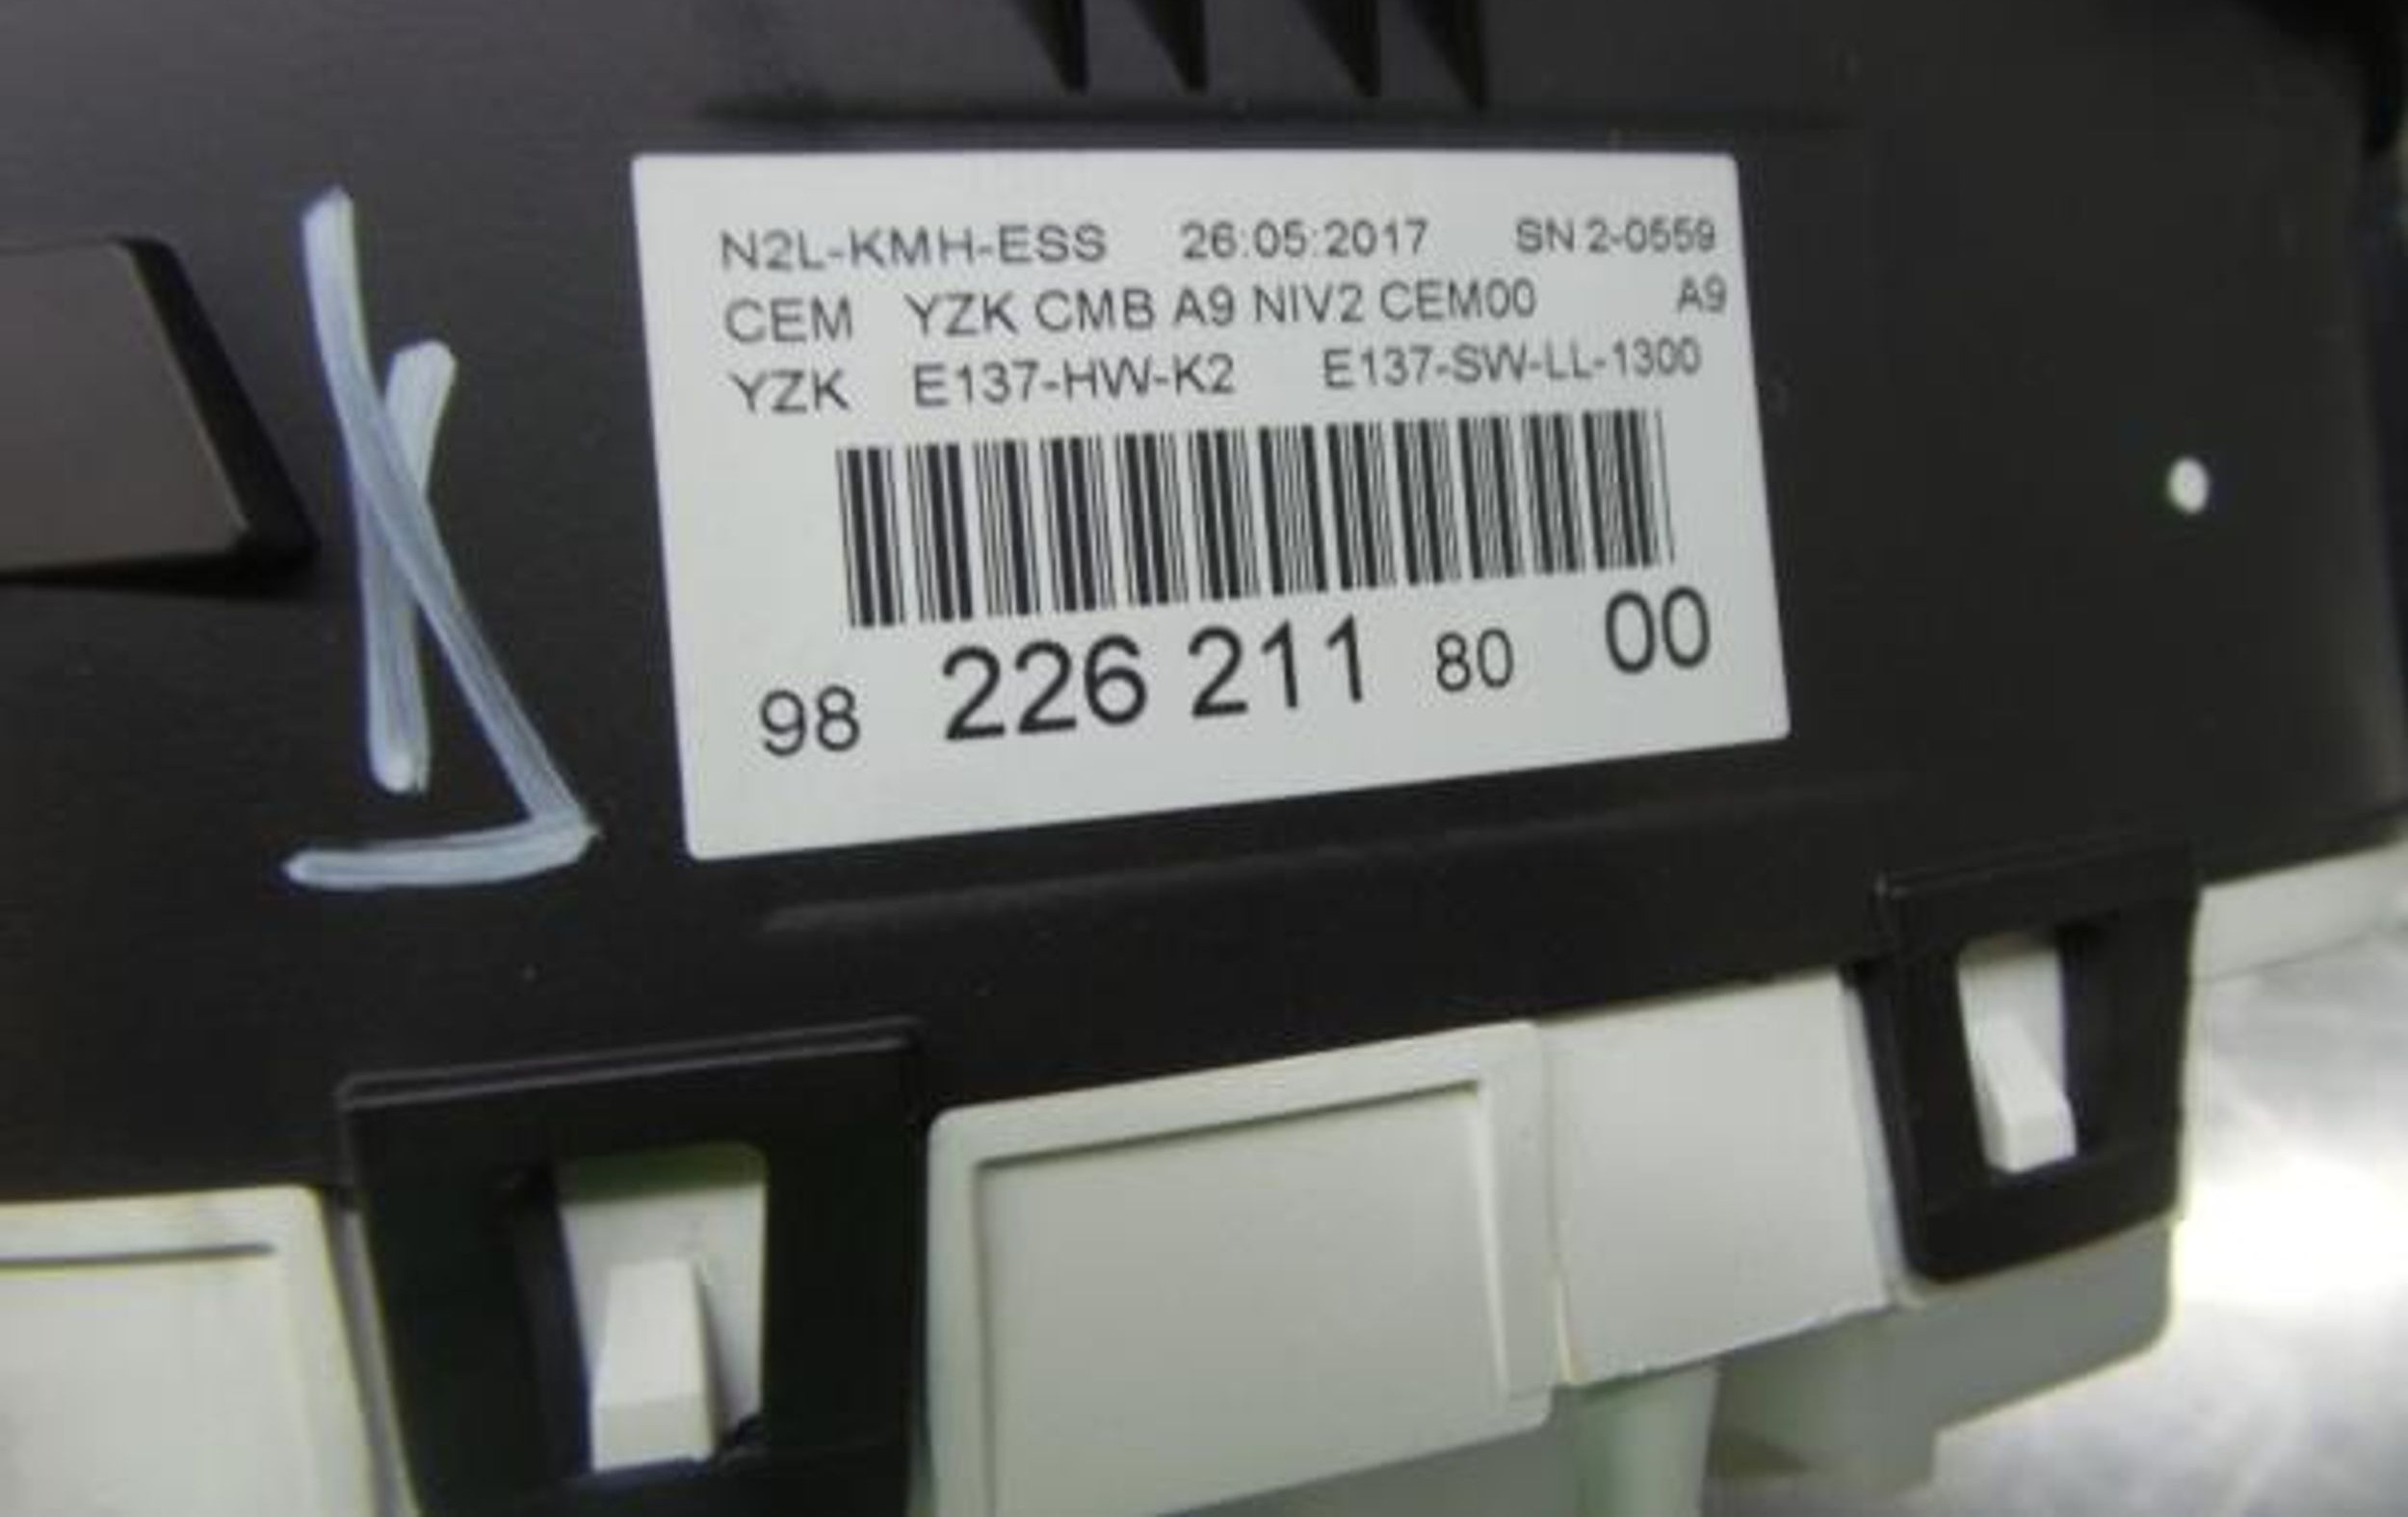 N2L-KMH-ESS 26:05:2017 SN 2-0559
CEM YZK CMB A9 NIV2 CEM00 A9
YZK E137-HW-K2 E137-SW-LL-1300
98 226 211 80 00